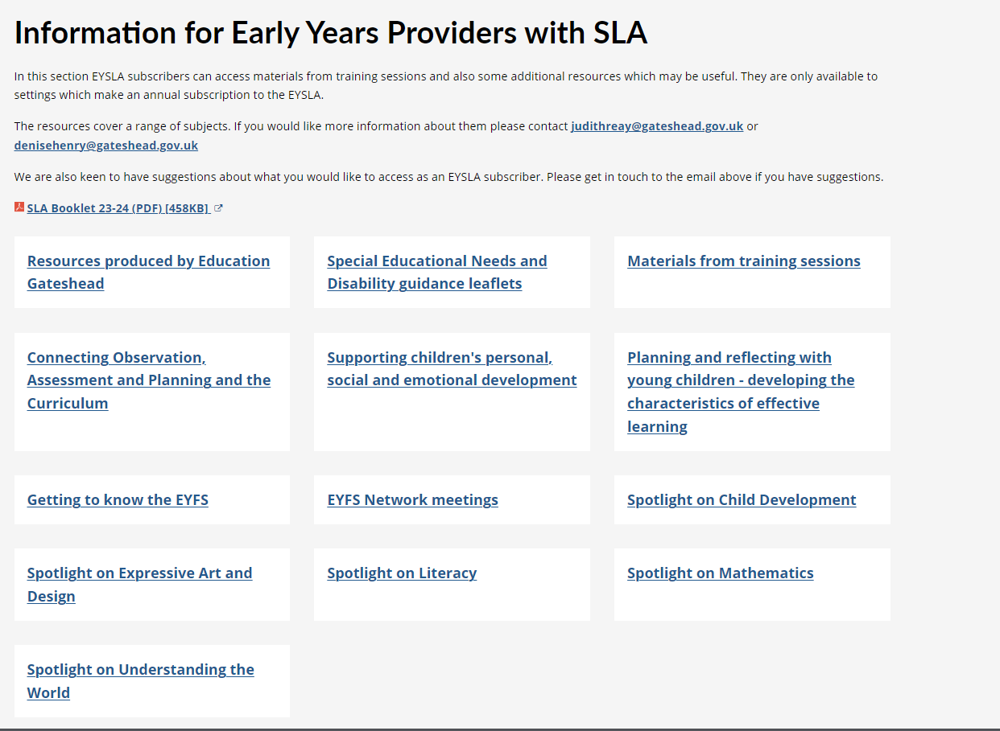 Information for Early Years Providers with SLA
In this section EYSLA subscribers can access materials from training sessions and also some additional resources which may be useful. They are only available to
settings which make an annual subscription to the EYSLA.
The resources cover a range of subjects. If you would like more information about them please contact judithreay@gateshead.gov.uk or
denisehenry@gateshead.gov.uk
We are also keen to have suggestions about what you would like to access as an EYSLA subscriber. Please get in touch to the email above if you have suggestions.
SLA Booklet 23-24 (PDF) [458KB]
Resources produced by Education
Gateshead
Special Educational Needs and
Disability guidance leaflets
Materials from training sessions
Connecting Observation,
Assessment and Planning and the
Curriculum
Supporting children's personal,
social and emotional development
Planning and reflecting with
young children - developing the
characteristics of effective
learning
Getting to know the EYFS
EYFS Network meetings
Spotlight on Child Development
Spotlight on Expressive Art and
Design
Spotlight on Literacy
Spotlight on Mathematics
Spotlight on Understanding the
World